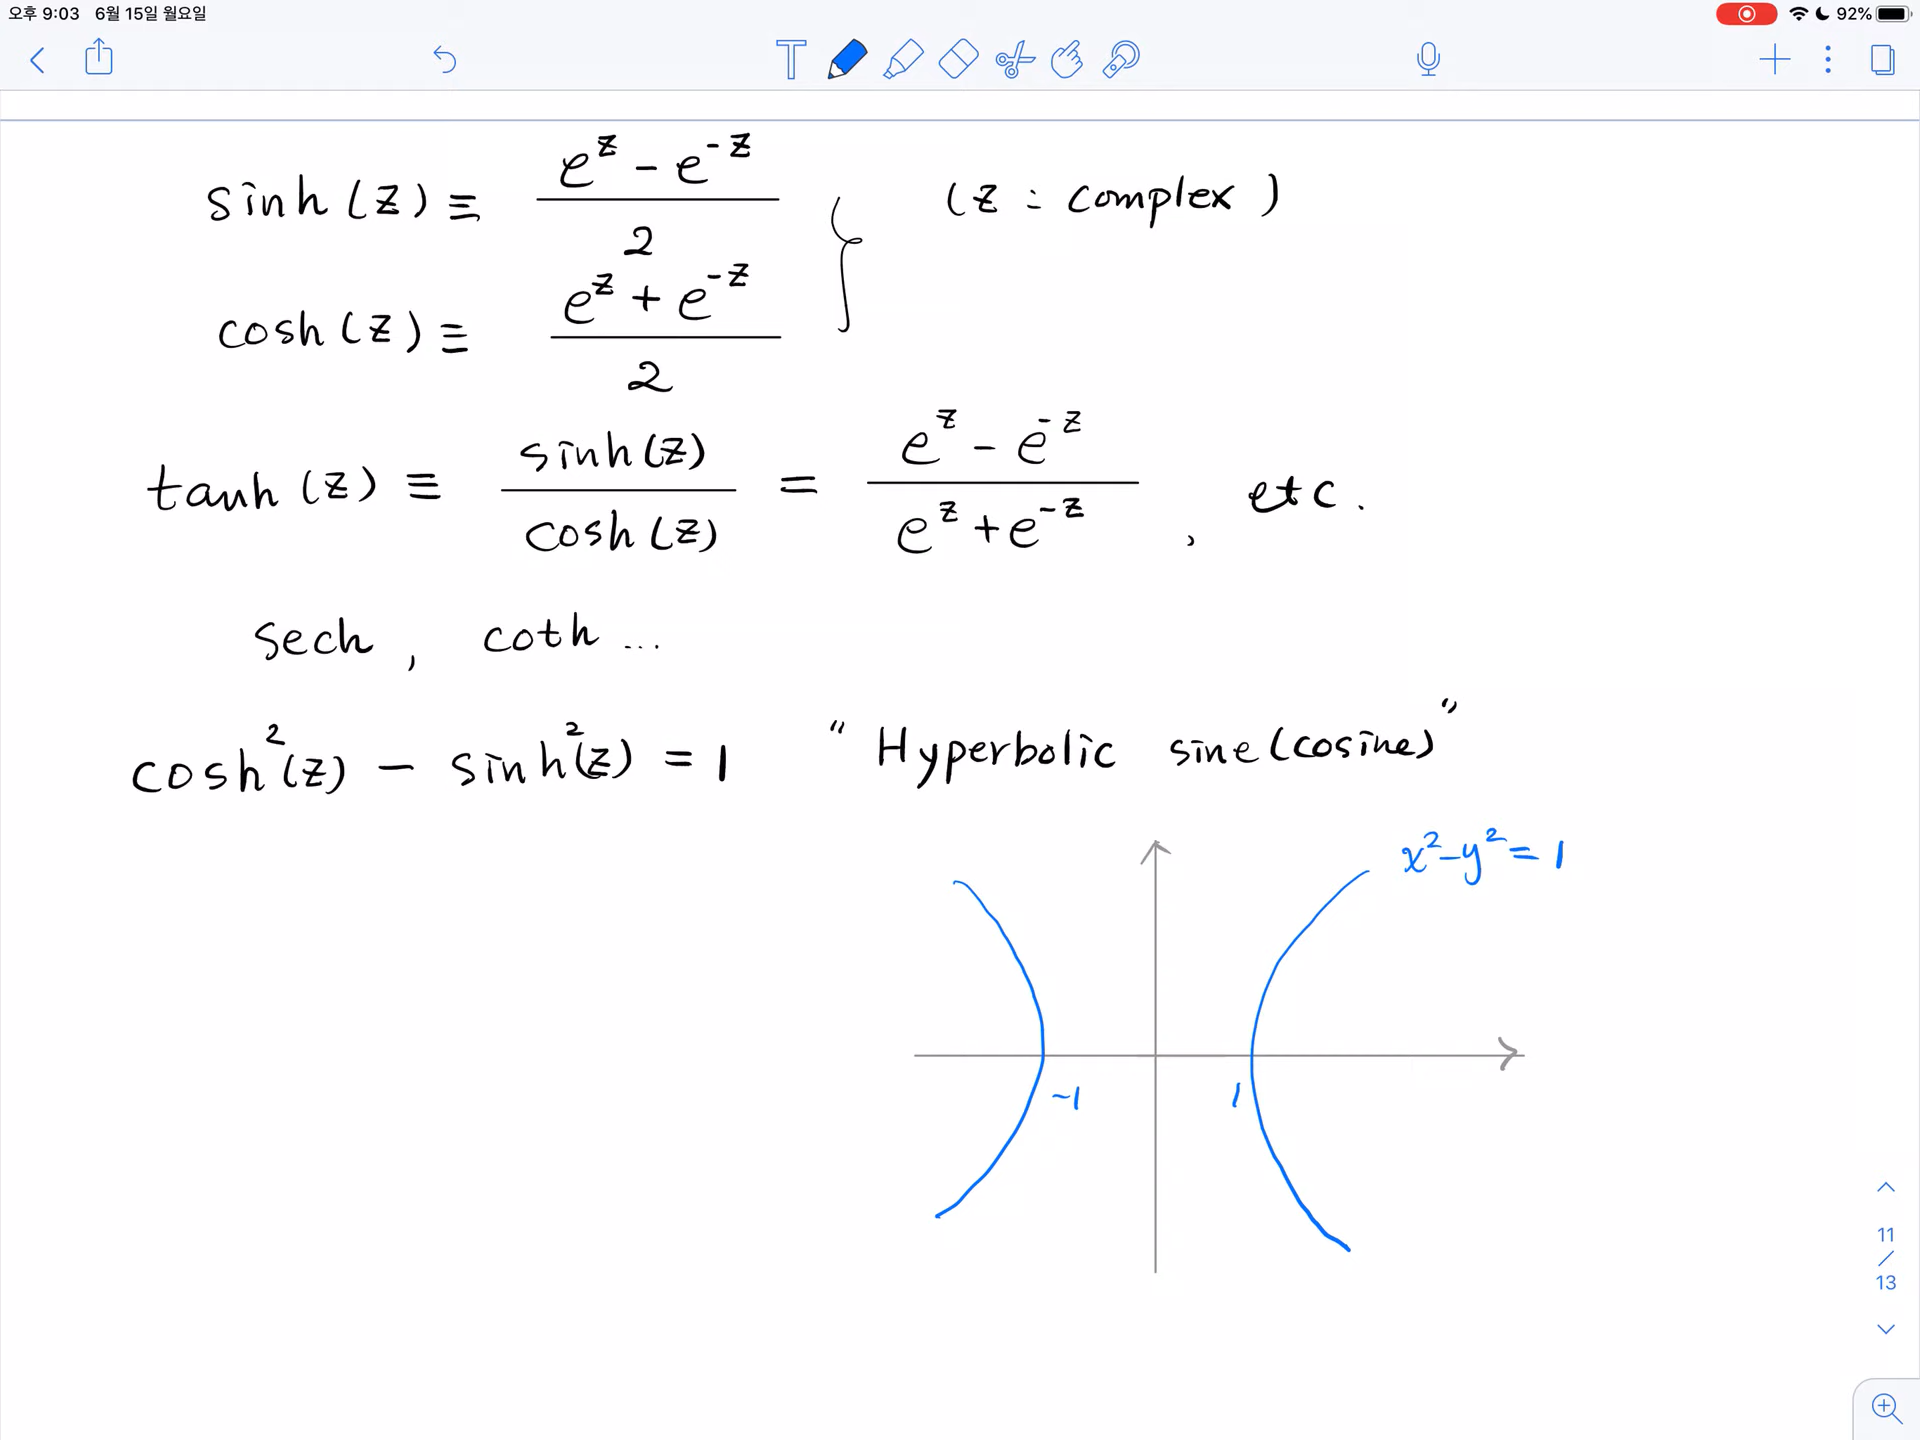 오후 9:03 6월 15일 월요일 92%
T
sinh(z) ≡ (e^z - e^-z) / 2 (z : complex)
cosh(z) ≡ (e^z + e^-z) / 2
tanh(z) ≡ sinh(z) / cosh(z) = (e^z - e^-z) / (e^z + e^-z) , etc.
sech , coth ...
cosh²(z) - sinh²(z) = 1 "Hyperbolic sine(cosine)"
x²-y²=1
-1 1
11
/
13